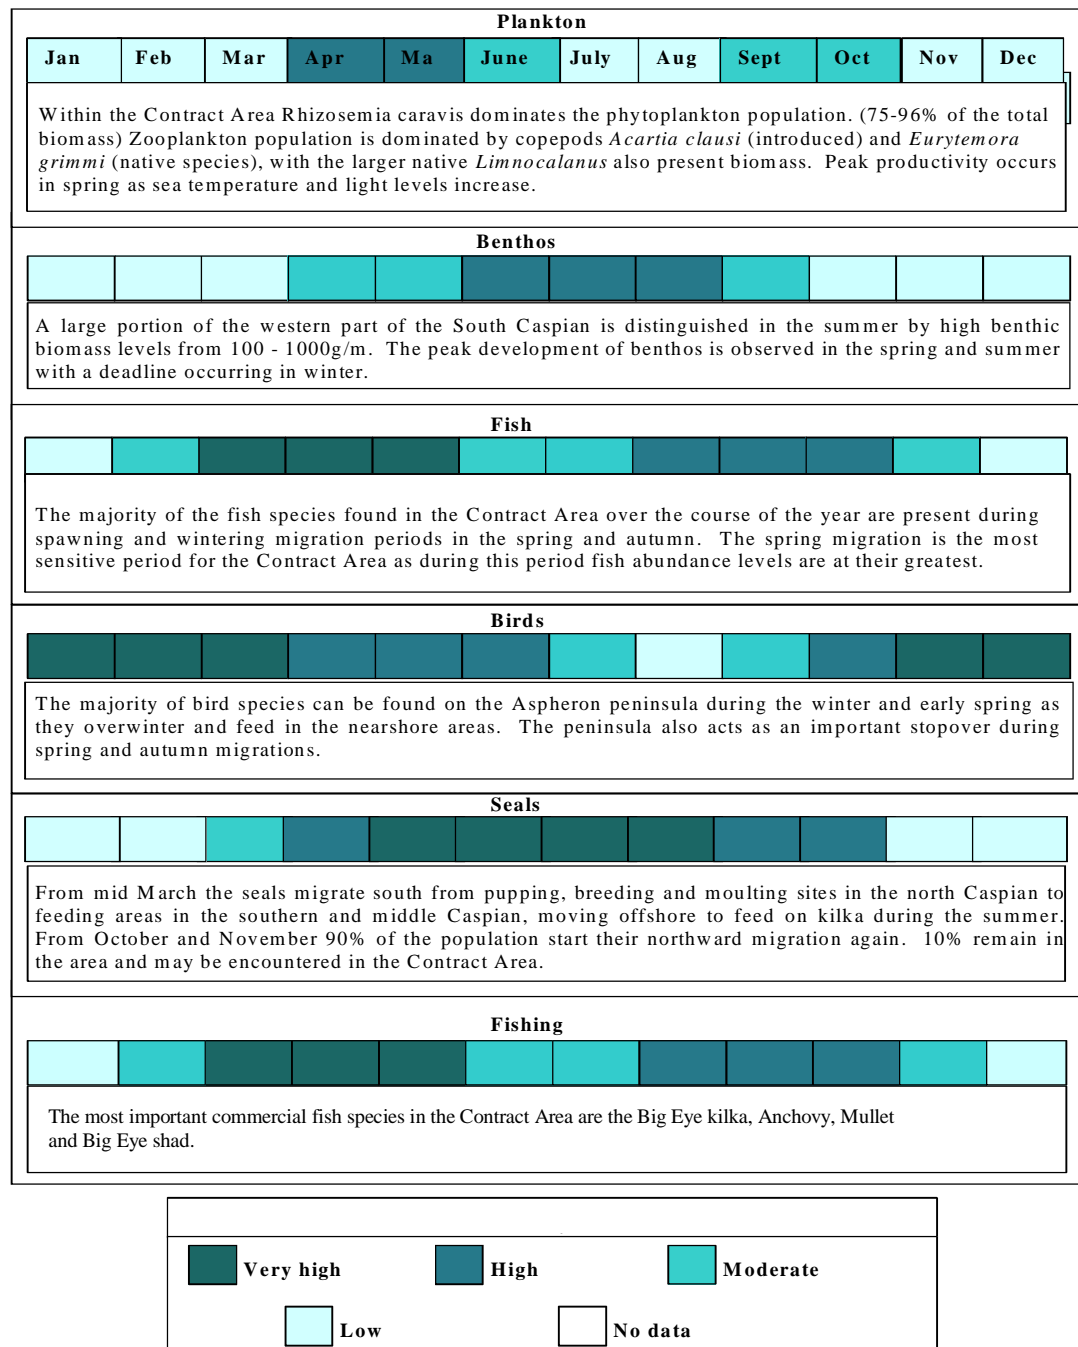 Plankton
Jan Feb Mar Apr Ma June July Aug Sept Oct Nov Dec
Within the Contract Area Rhizosemia caravis dominates the phytoplankton population. (75-96% of the total
biomass) Zooplankton population is dominated by copepods Acartia clausi (introduced) and Eurytemora
grimmi (native species), with the larger native Limnocalanus also present biomass. Peak productivity occurs
in spring as sea temperature and light levels increase.
Benthos
A large portion of the western part of the South Caspian is distinguished in the summer by high benthic
biomass levels from 100 - 1000g/m. The peak development of benthos is observed in the spring and summer
with a deadline occurring in winter.
Fish
The majority of the fish species found in the Contract Area over the course of the year are present during
spawning and wintering migration periods in the spring and autumn. The spring migration is the most
sensitive period for the Contract Area as during this period fish abundance levels are at their greatest.
Birds
The majority of bird species can be found on the Aspheron peninsula during the winter and early spring as
they overwinter and feed in the nearshore areas. The peninsula also acts as an important stopover during
spring and autumn migrations.
Seals
From mid March the seals migrate south from pupping, breeding and moulting sites in the north Caspian to
feeding areas in the southern and middle Caspian, moving offshore to feed on kilka during the summer.
From October and November 90% of the population start their northward migration again. 10% remain in
the area and may be encountered in the Contract Area.
Fishing
The most important commercial fish species in the Contract Area are the Big Eye kilka, Anchovy, Mullet
and Big Eye shad.
Very high High Moderate
Low No data